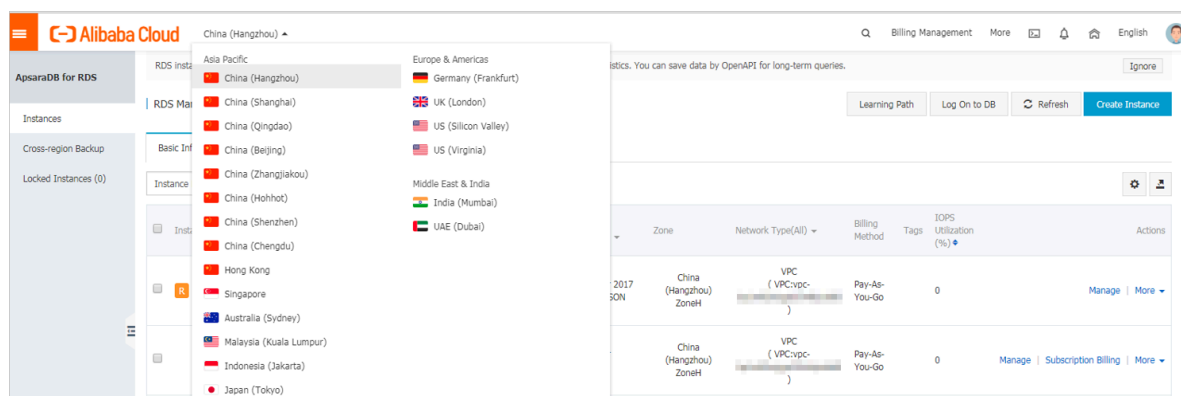 Alibaba Cloud
China (Hangzhou)
Billing Management
More
English
ApsaraDB for RDS
Instances
Cross-region Backup
Locked Instances (0)
RDS
istics. You can save data by OpenAPI for long-term queries.
Ignore
RDS
Learning Path
Log On to DB
Refresh
Create Instance
Basic
Instance
Asia Pacific
China (Hangzhou)
China (Shanghai)
China (Qingdao)
China (Beijing)
China (Zhangjiakou)
China (Hohhot)
China (Shenzhen)
China (Chengdu)
Hong Kong
Singapore
Australia (Sydney)
Malaysia (Kuala Lumpur)
Indonesia (Jakarta)
Japan (Tokyo)
Europe & Americas
Germany (Frankfurt)
UK (London)
US (Silicon Valley)
US (Virginia)
Middle East & India
India (Mumbai)
UAE (Dubai)
Zone
Network Type(All)
Billing
Method
Tags
IOPS
Utilization
(%)
Actions
R
2017
SON
China
(Hangzhou)
ZoneH
VPC
( VPC:vpc-
)
Pay-As-
You-Go
0
Manage | More
China
(Hangzhou)
ZoneH
VPC
( VPC:vpc-
)
Pay-As-
You-Go
0
Manage | Subscription Billing | More